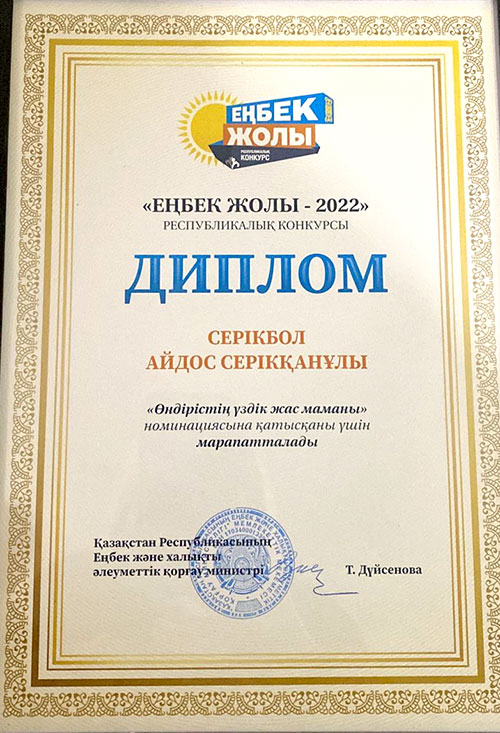 ЕҢБЕК
ЖОЛЫ
РЕСПУБЛИКАЛЫҚ
КОНКУРС
«ЕҢБЕК ЖОЛЫ - 2022»
РЕСПУБЛИКАЛЫҚ КОНКУРСЫ
ДИПЛОМ
СЕРІКБОЛ
АЙДОС СЕРІКҚАНҰЛЫ
«Өндірістің үздік жас маманы»
номинациясына қатысқаны үшін
марапатталады
Қазақстан Республикасының
Еңбек және халықты
әлеуметтік қорғау министрі
Т. Дүйсенова